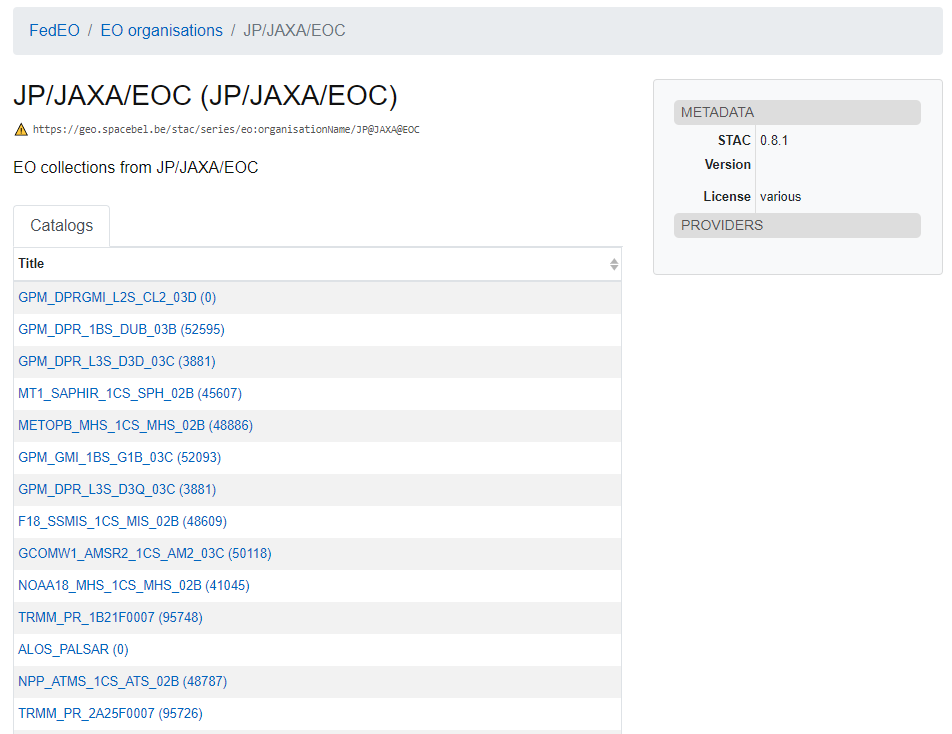 FedEO / EO organisations / JP/JAXA/EOC
JP/JAXA/EOC (JP/JAXA/EOC)
https://geo.spacebel.be/stac/series/eo:organisationName/JP@JAXA@EOC
EO collections from JP/JAXA/EOC
Catalogs
Title
GPM_DPRGMI_L2S_CL2_03D (0)
GPM_DPR_1BS_DUB_03B (52595)
GPM_DPR_L3S_D3D_03C (3881)
MT1_SAPHIR_1CS_SPH_02B (45607)
METOPB_MHS_1CS_MHS_02B (48886)
GPM_GMI_1BS_G1B_03C (52093)
GPM_DPR_L3S_D3Q_03C (3881)
F18_SSMIS_1CS_MIS_02B (48609)
GCOMW1_AMSR2_1CS_AM2_03C (50118)
NOAA18_MHS_1CS_MHS_02B (41045)
TRMM_PR_1B21F0007 (95748)
ALOS_PALSAR (0)
NPP_ATMS_1CS_ATS_02B (48787)
TRMM_PR_2A25F0007 (95726)
METADATA
STAC Version 0.8.1
License various
PROVIDERS